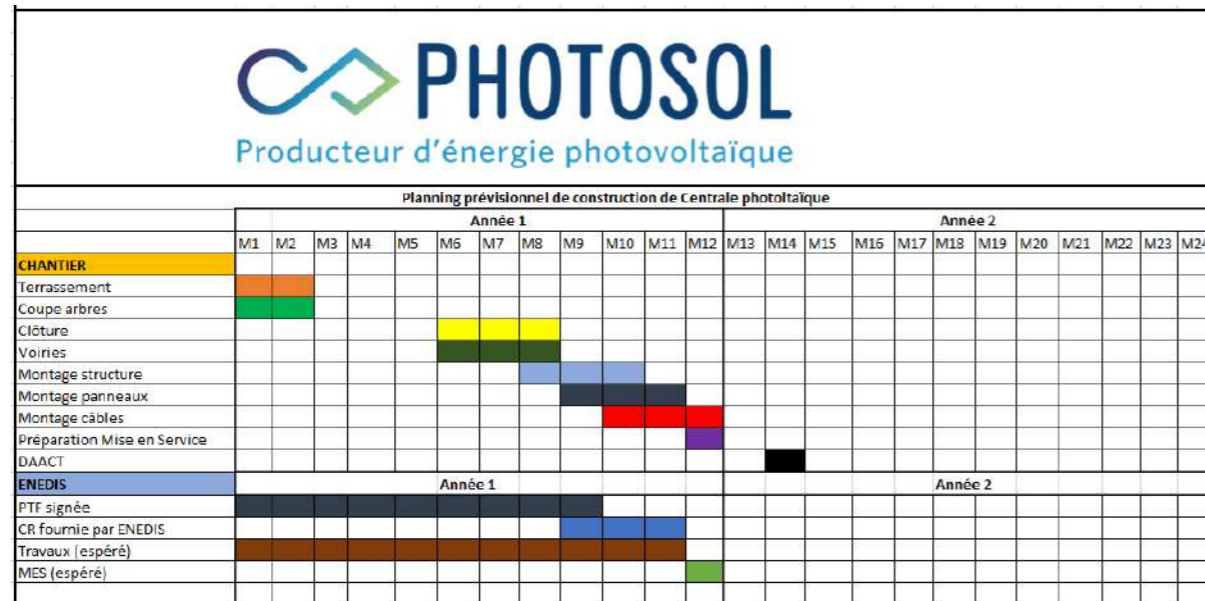 PHOTOSOL
Producteur d'énergie photovoltaïque
Planning prévisionnel de construction de Centrale photoltaïque
Année 1 Année 2
M1 M2 M3 M4 M5 M6 M7 M8 M9 M10 M11 M12 M13 M14 M15 M16 M17 M18 M19 M20 M21 M22 M23 M24
CHANTIER
Terrassement
Coupe arbres
Clôture
Voiries
Montage structure
Montage panneaux
Montage câbles
Préparation Mise en Service
DAACT
ENEDIS Année 1 Année 2
PTF signée
CR fournie par ENEDIS
Travaux (espéré)
MES (espéré)